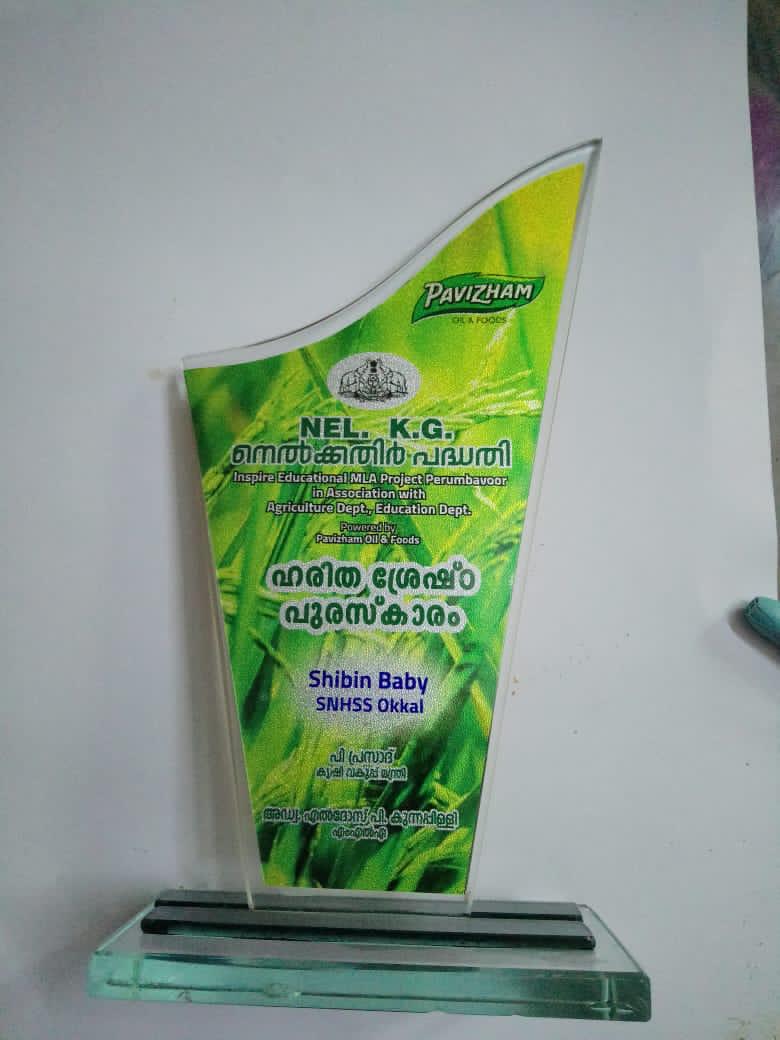 PAVIZHAM
OIL & FOODS
NEL. K.G.
നെൽക്കതിർ പദ്ധതി
Inspire Educational MLA Project Perumbavoor
in Association with
Agriculture Dept., Education Dept.
Powered by
Pavizham Oil & Foods
ഹരിത ശ്രേഷ്ഠ
പുരസ്കാരം
Shibin Baby
SNHSS Okkal
പി പ്രസാദ്
കൃഷി വകുപ്പ് മന്ത്രി
അഡ്വ. എൽദോസ് പി. കുന്നപ്പിള്ളി
എംഎൽഎ